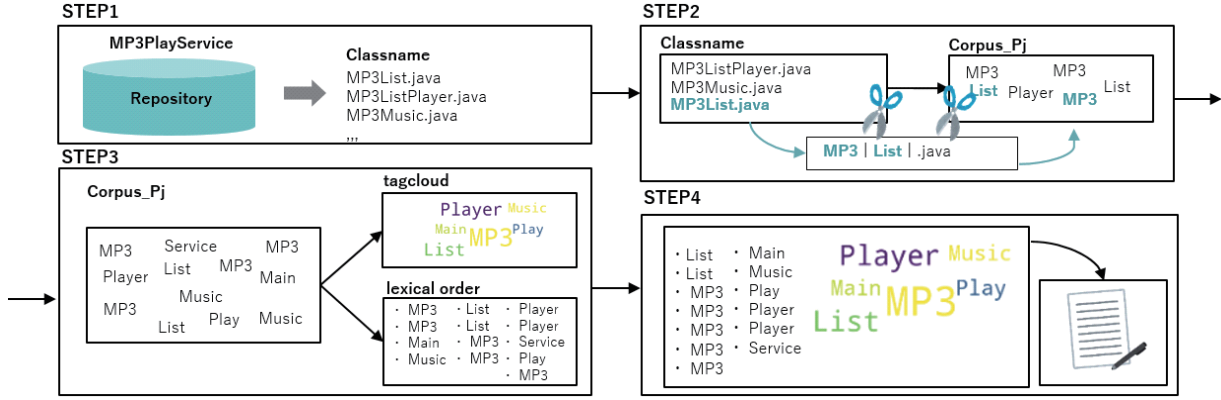 STEP1
MP3PlayService
Repository
Classname
MP3List.java
MP3ListPlayer.java
MP3Music.java
,,,
STEP2
Classname
MP3ListPlayer.java
MP3Music.java
MP3List.java
Corpus_Pj
MP3 MP3
List Player MP3 List
MP3 | List | .java
STEP3
Corpus_Pj
MP3 Service MP3
Player List MP3 Main
MP3 Music
List Play Music
tagcloud
Player Music
Main MP3 Play
List
lexical order
· MP3 · List · Player
· MP3 · List · Player
· Main · MP3 · Service
· Music · MP3 · Play
· MP3
STEP4
· List · Main
· List · Music
· MP3 · Play
· MP3 · Player
· MP3 · Player
· MP3 · Service
· MP3
Player Music
Main MP3 Play
List